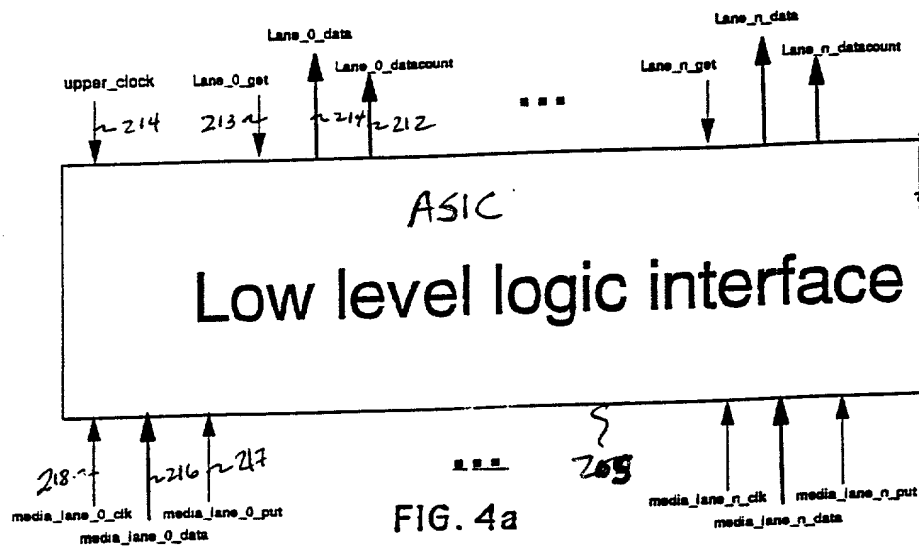 Lane_0_data
Lane_n_data
upper_clock Lane_0_get Lane_0_datacount ... Lane_n_get Lane_n_datacount
214 213 214 212
ASIC
Low level logic interface
218 216 217 ...
media_lane_0_clk media_lane_0_put media_lane_n_clk media_lane_n_put
media_lane_0_data media_lane_n_data
FIG. 4a